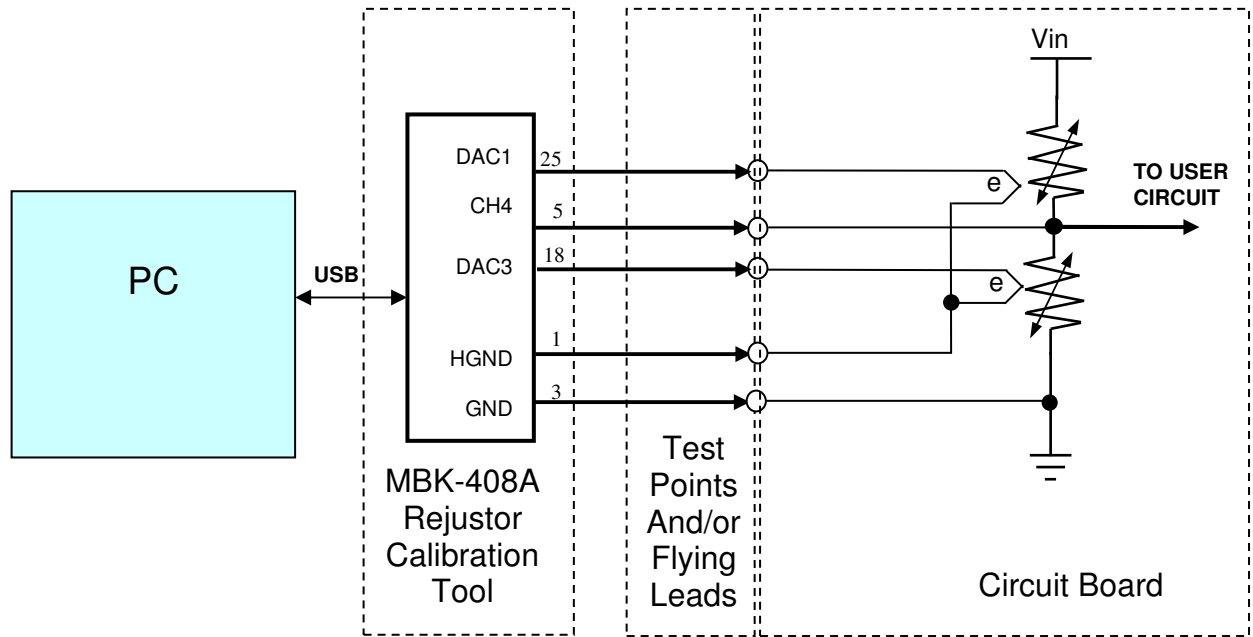 PC
USB
DAC1
CH4
DAC3
HGND
GND
25
5
18
1
3
MBK-408A
Rejustor
Calibration
Tool
Test
Points
And/or
Flying
Leads
Vin
e
e
TO USER
CIRCUIT
Circuit Board